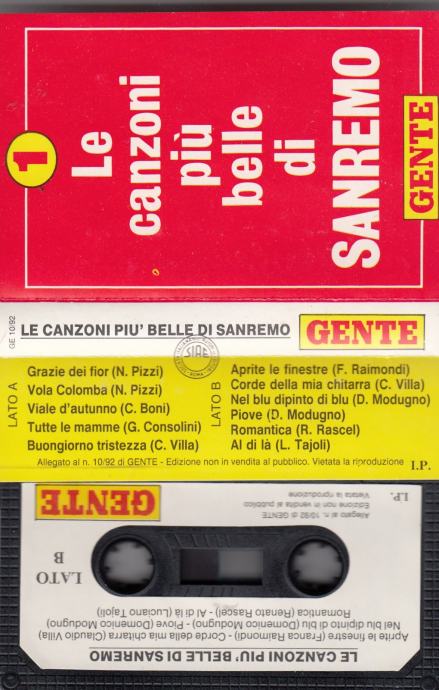 1
Le
canzoni
più
belle
di
SANREMO
GENTE
GE 10/92
LE CANZONI PIU' BELLE DI SANREMO
GENTE
SIAE
LATO A
Grazie dei fior (N. Pizzi)
Vola Colomba (N. Pizzi)
Viale d'autunno (C. Boni)
Tutte le mamme (G. Consolini)
Buongiorno tristezza (C. Villa)
LATO B
Aprite le finestre (F. Raimondi)
Corde della mia chitarra (C. Villa)
Nel blu dipinto di blu (D. Modugno)
Piove (D. Modugno)
Romantica (R. Rascel)
Al di là (L. Tajoli)
Allegato al n. 10/92 di GENTE - Edizione non in vendita al pubblico. Vietata la riproduzione
I.P.
LE CANZONI PIU' BELLE DI SANREMO
Aprite le finestre (Franca Raimondi) - Corde della mia chitarra (Claudio Villa)
Nel blu dipinto di blu (Domenico Modugno) - Piove (Domenico Modugno)
Romantica (Renato Rascel) - Al di là (Luciano Tajoli)
LATO
B
Allegato al n. 10/92 di GENTE
Edizione non in vendita al pubblico
Vietata la riproduzione
I.P.
GENTE